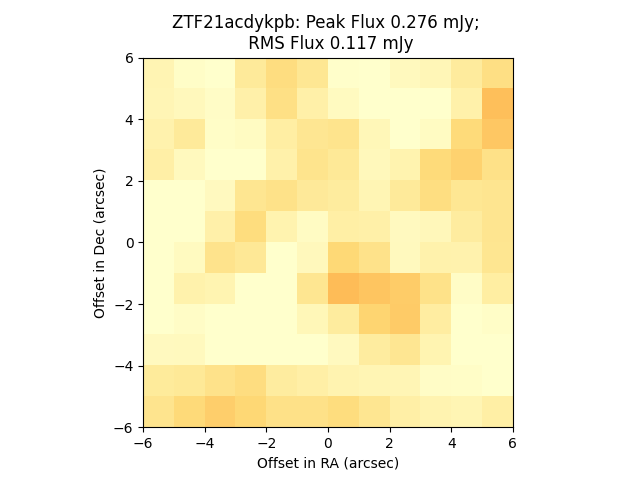 ZTF21acdykpb: Peak Flux 0.276 mJy;
RMS Flux 0.117 mJy
6
4
2
0
−2
−4
−6
Offset in Dec (arcsec)
−6 −4 −2 0 2 4 6
Offset in RA (arcsec)